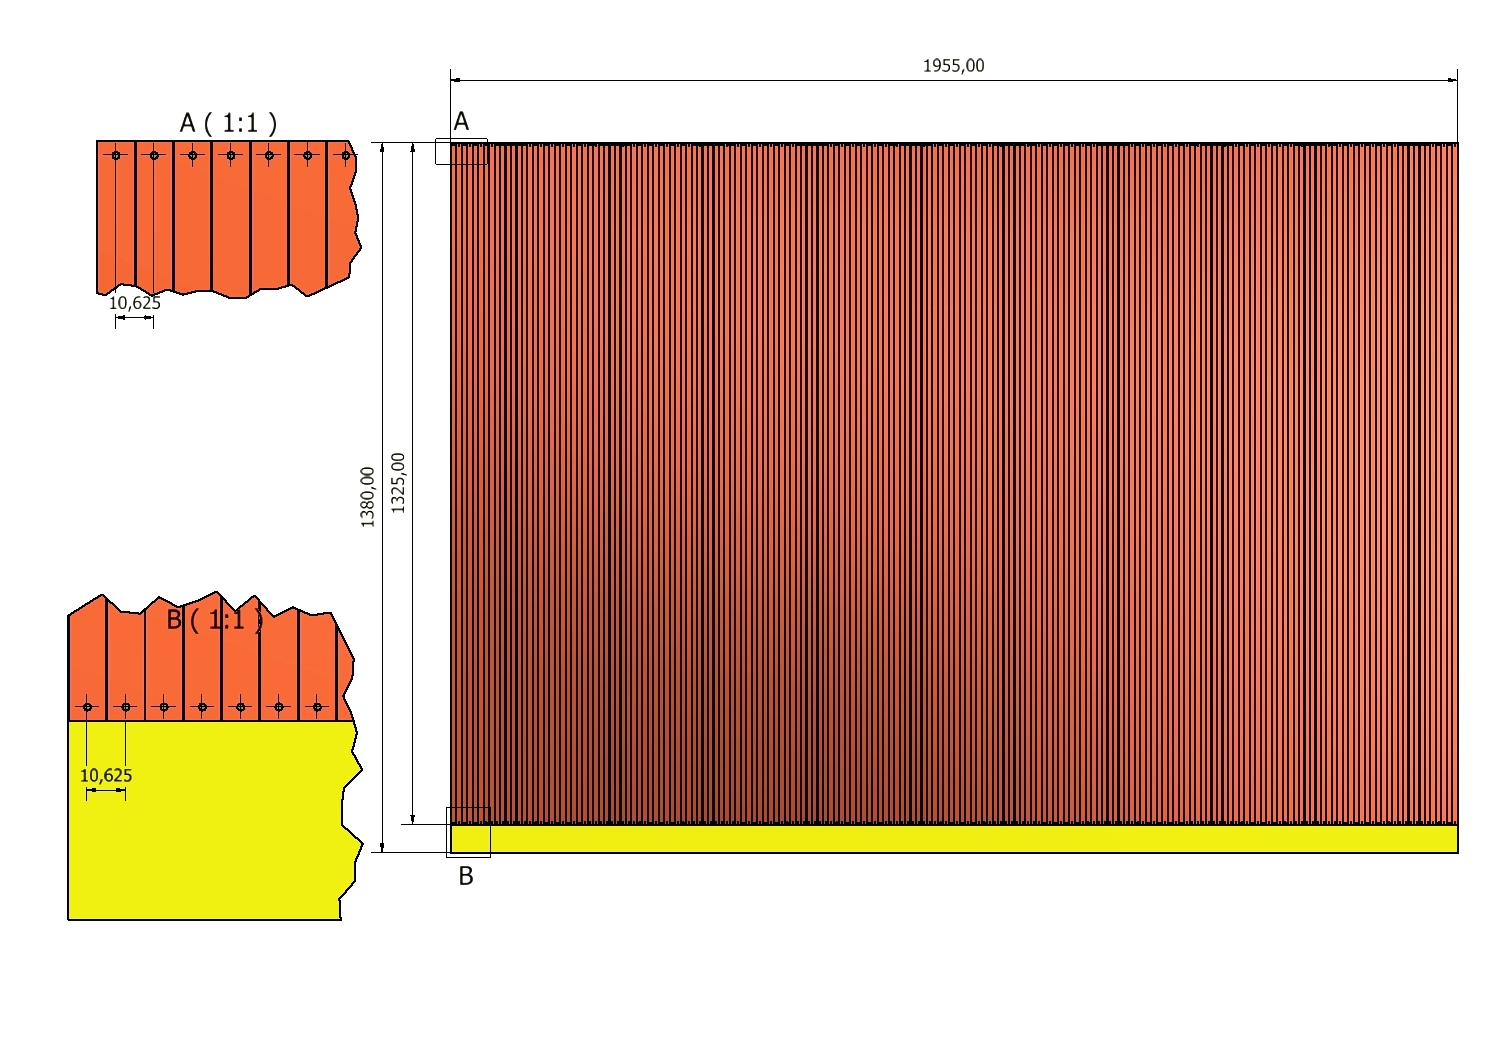 1955,00
A ( 1:1 )
A
10,625
1380,00
1325,00
B ( 1:1 )
10,625
B